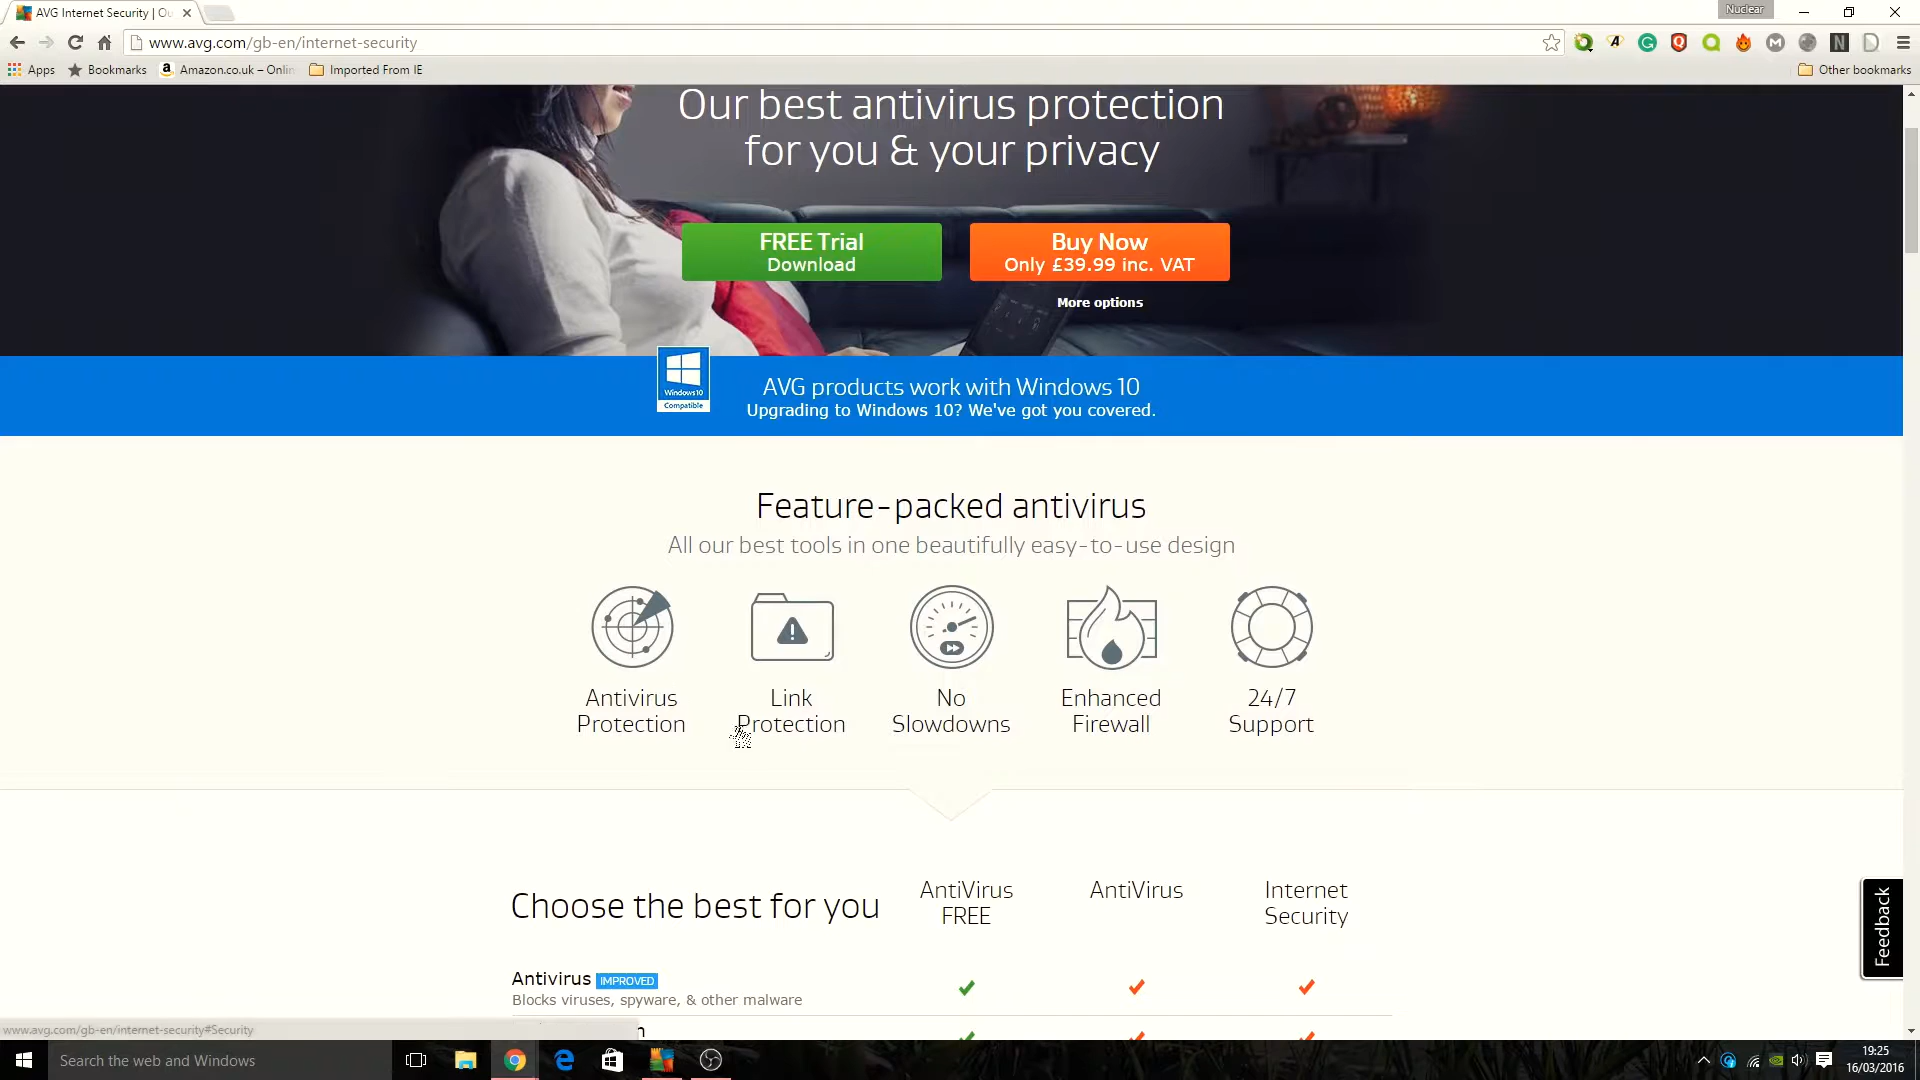 AVG Internet Security | Ou
Nuclear
www.avg.com/gb-en/internet-security
Apps
Bookmarks
Amazon.co.uk – Onlin
Imported From IE
Other bookmarks
Our best antivirus protection
for you & your privacy
FREE Trial
Download
Buy Now
Only £39.99 inc. VAT
More options
Windows 10
Compatible
AVG products work with Windows 10
Upgrading to Windows 10? We've got you covered.
Feature-packed antivirus
All our best tools in one beautifully easy-to-use design
Antivirus
Protection
Link
Protection
No
Slowdowns
Enhanced
Firewall
24/7
Support
Choose the best for you
AntiVirus
FREE
AntiVirus
Internet
Security
Feedback
Antivirus IMPROVED
Blocks viruses, spyware, & other malware
www.avg.com/gb-en/internet-security#Security
Search the web and Windows
19:25
16/03/2016